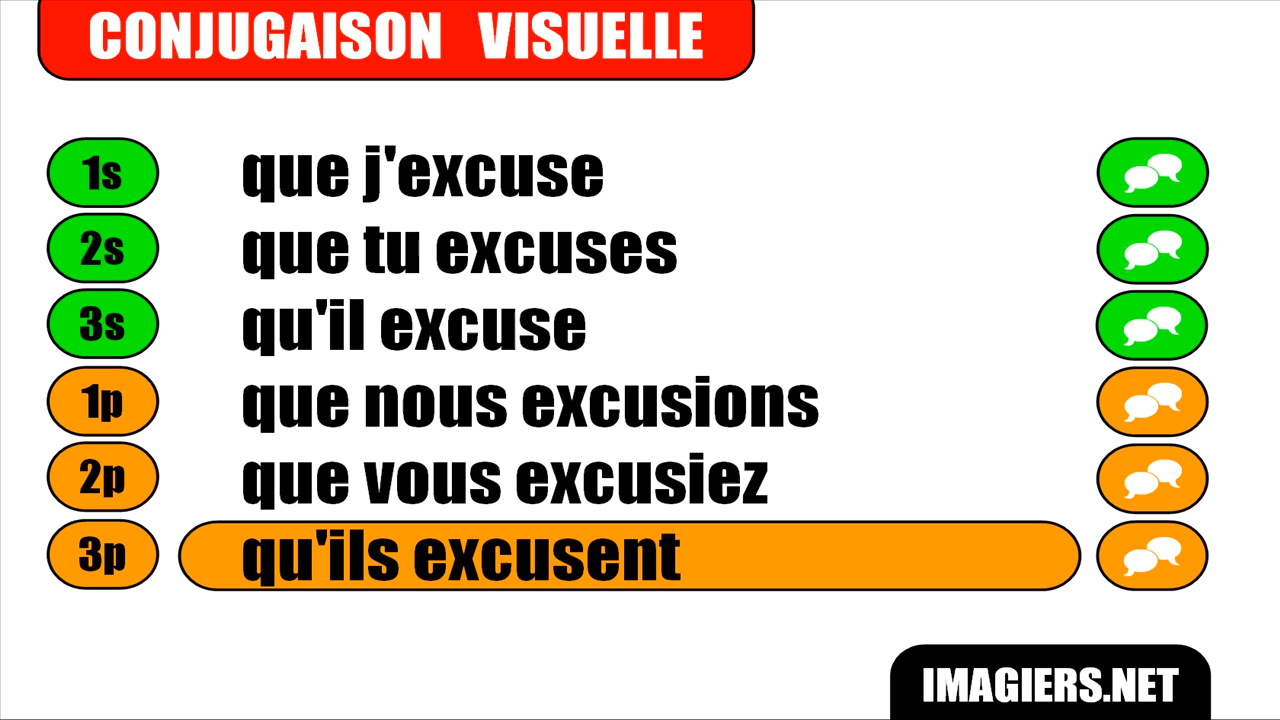 CONJUGAISON VISUELLE
1s que j'excuse
2s que tu excuses
3s qu'il excuse
1p que nous excusions
2p que vous excusiez
3p qu'ils excusent
IMAGIERS.NET